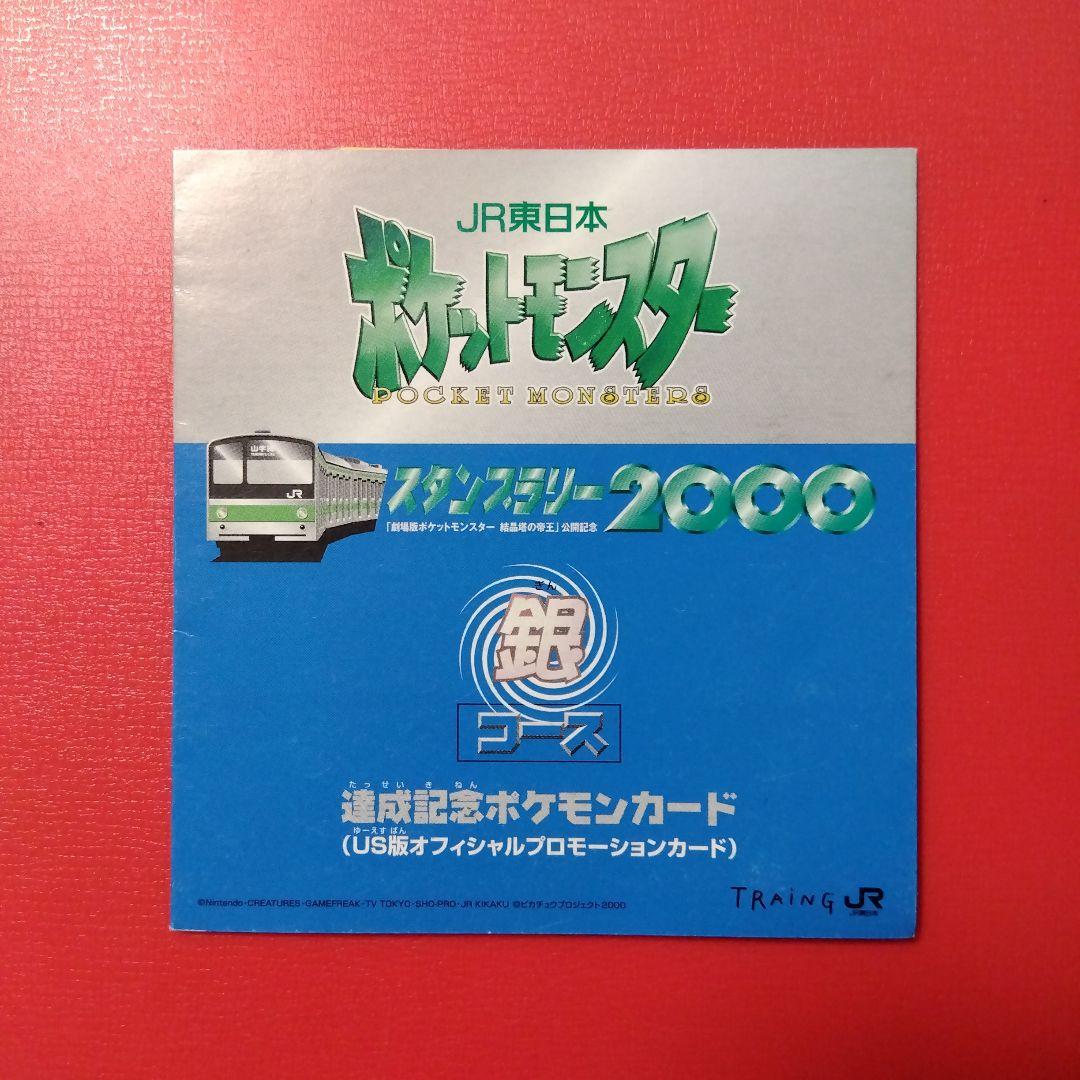 JR東日本
ポケットモンスター
POCKET MONSTERS
JR
スタンプラリー2000
「劇場版ポケットモンスター 結晶塔の帝王」公開記念
ぎん
銀
コース
たっせい き ねん
達成記念ポケモンカード
ゆーえすばん
(US版オフィシャルプロモーションカード)
TRAiNG JR
JR東日本
©Nintendo・CREATURES・GAMEFREAK・TV TOKYO・SHO-PRO・JR KIKAKU ©ピカチュウプロジェクト2000